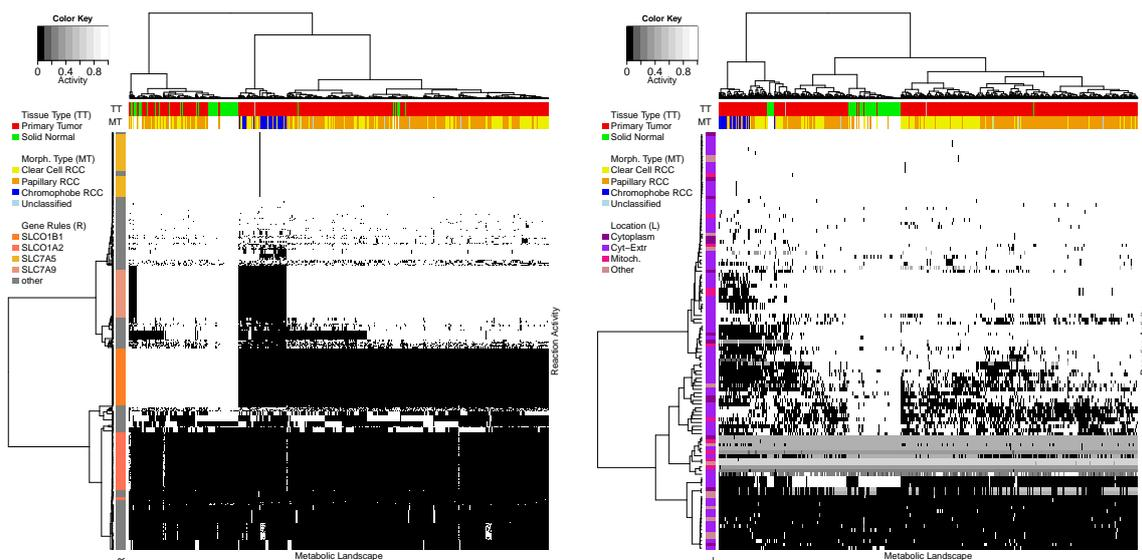 Color Key
0 0.4 0.8
Activity
TT
MT
Tissue Type (TT)
Primary Tumor
Solid Normal
Morph. Type (MT)
Clear Cell RCC
Papillary RCC
Chromophobe RCC
Unclassified
Gene Rules (R)
SLCO1B1
SLCO1A2
SLC7A5
SLC7A9
other
Reaction Activity
Metabolic Landscape
Color Key
0 0.4 0.8
Activity
TT
MT
Tissue Type (TT)
Primary Tumor
Solid Normal
Morph. Type (MT)
Clear Cell RCC
Papillary RCC
Chromophobe RCC
Unclassified
Location (L)
Cytoplasm
Cyt−Extr
Mitoch.
Other
Metabolic Landscape